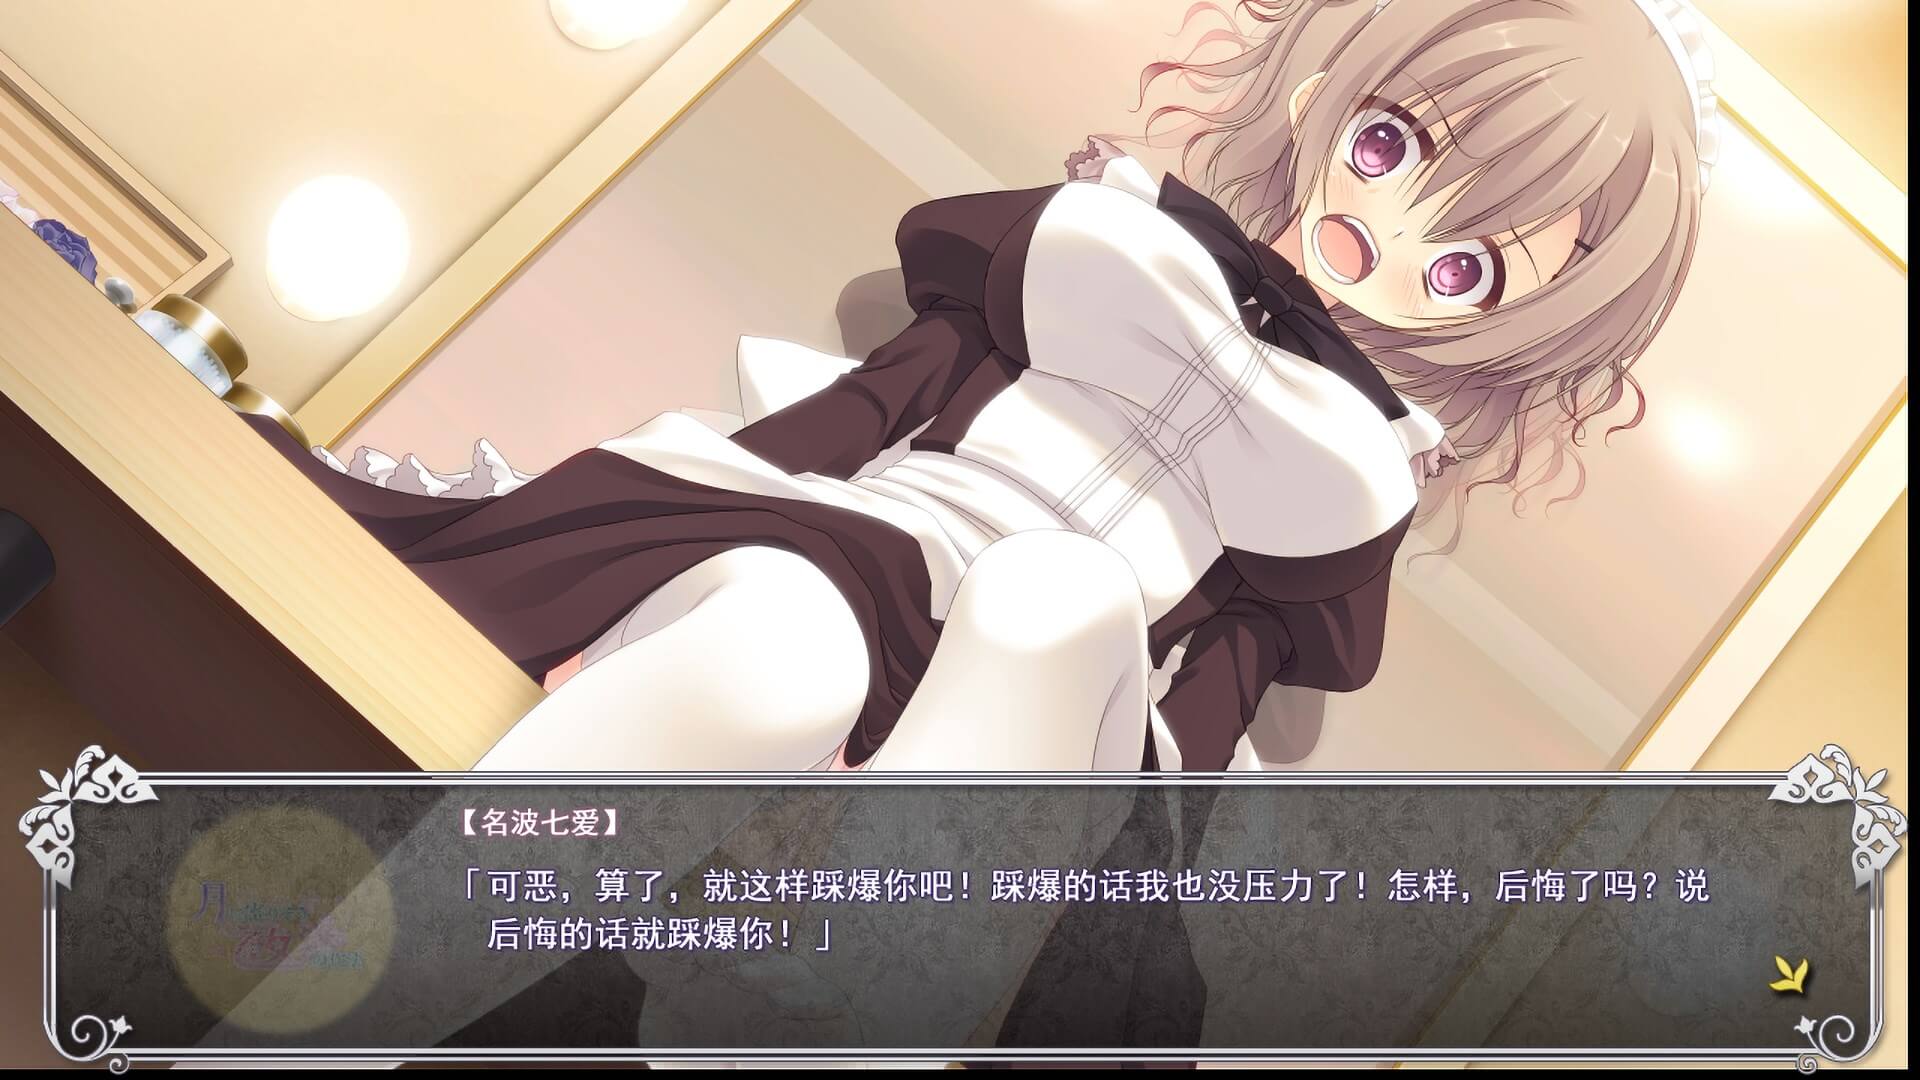 【名波七爱】
「可恶，算了，就这样踩爆你吧！踩爆的话我也没压力了！怎样，后悔了吗？说
后悔的话就踩爆你！」